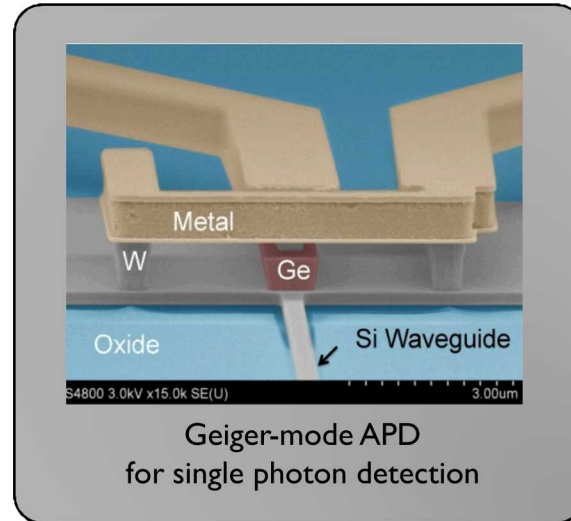 Metal
W
Ge
Oxide
Si Waveguide
S4800 3.0kV x15.0k SE(U)
3.00um
Geiger-mode APD
for single photon detection